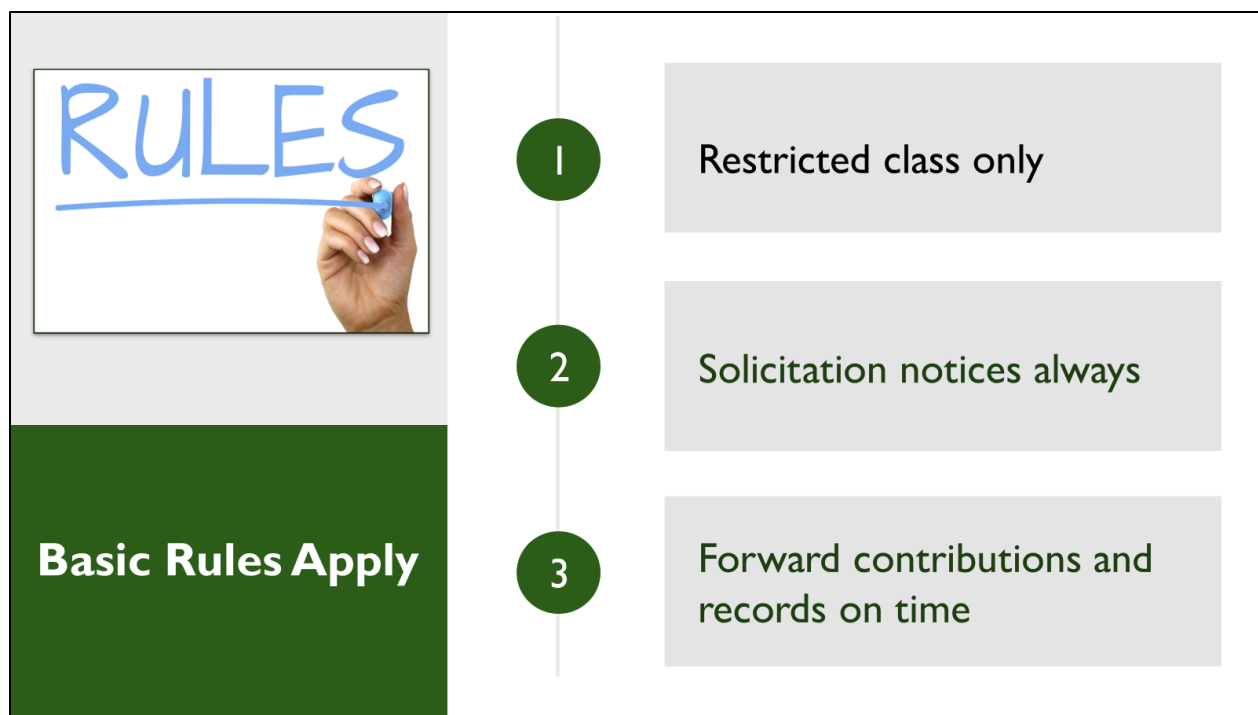 RULES
Basic Rules Apply
1
Restricted class only
2
Solicitation notices always
3
Forward contributions and
records on time